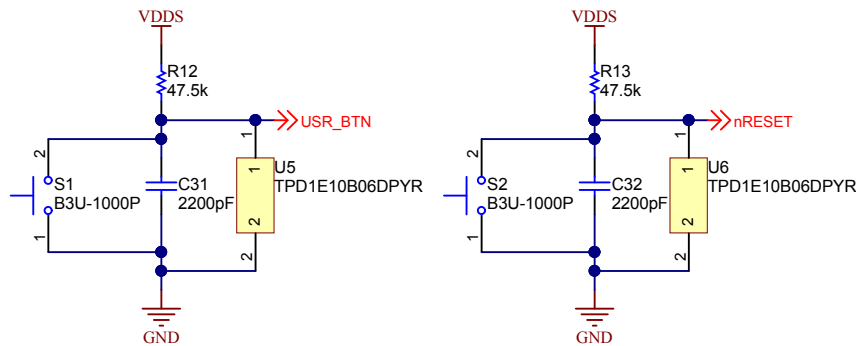 VDDS
R12
47.5k
USR_BTN
1
2
S1
B3U-1000P
1
C31
2200pF
1
2
U5
TPD1E10B06DPYR
2
GND
VDDS
R13
47.5k
nRESET
1
2
S2
B3U-1000P
1
C32
2200pF
1
2
U6
TPD1E10B06DPYR
2
GND